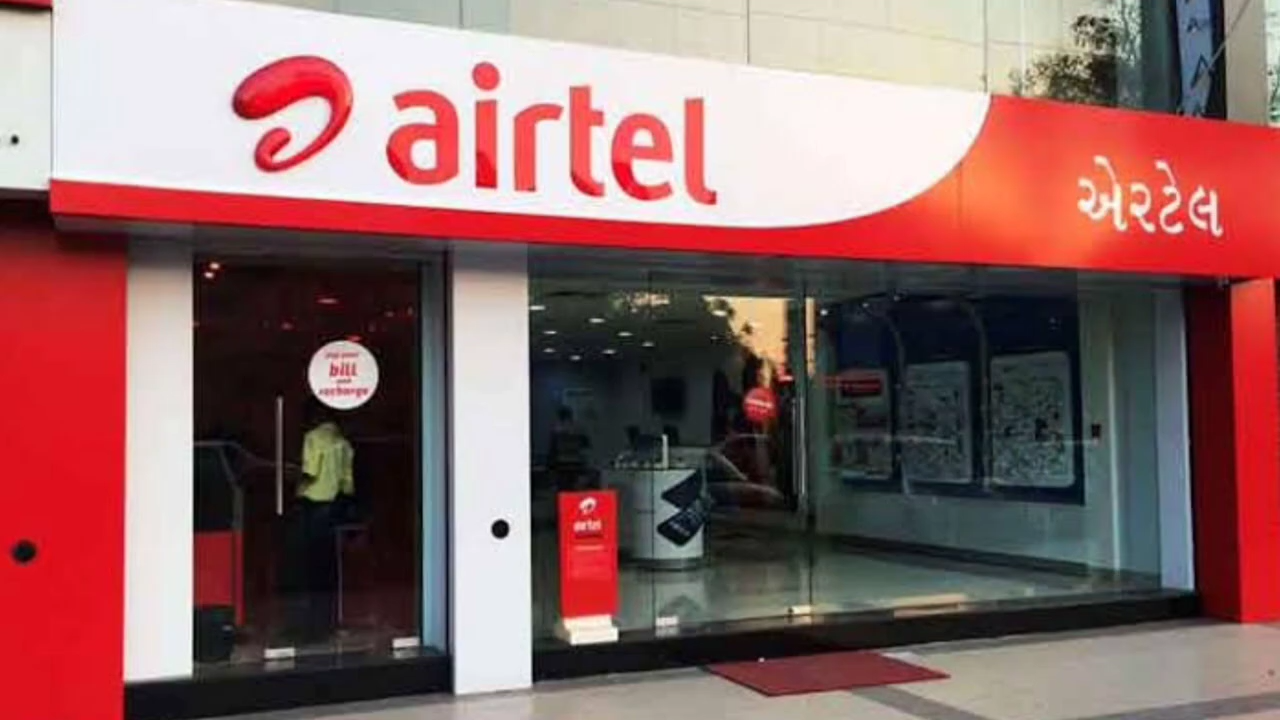 airtel
એરટેલ
bill
recharge
airtel